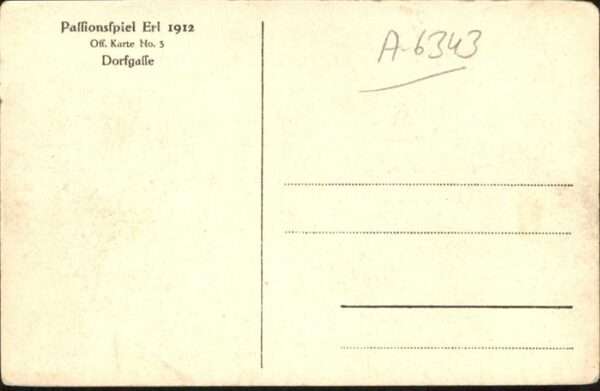 Paſſionsſpiel Erl 1912
Off. Karte No. 3
Dorfgaſſe
A-6343